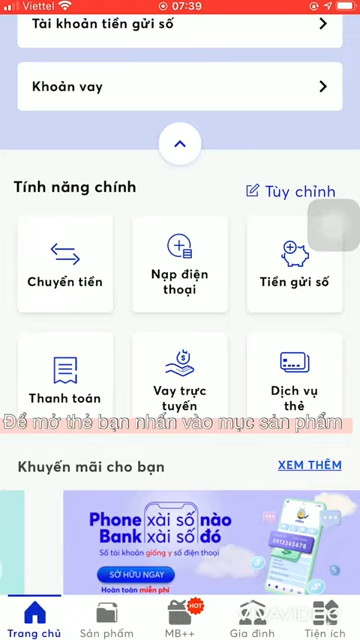 Viettel
07:39
Tài khoản tiền gửi số
Khoản vay
Tính năng chính
Tùy chỉnh
Chuyển tiền
Nạp điện
thoại
Tiền gửi số
Thanh toán
Vay trực
tuyến
Dịch vụ
thẻ
Để mở thẻ bạn nhấn vào mục sản phẩm
Khuyến mãi cho bạn
XEM THÊM
Phone xài số nào
Bank xài số đó
Số tài khoản giống y số điện thoại
SỞ HỮU NGAY
Hoàn toàn miễn phí
0912345678
HOT
Trang chủ
Sản phẩm
MB++
Gia đình
Tiện ích
VIVAVIDEO